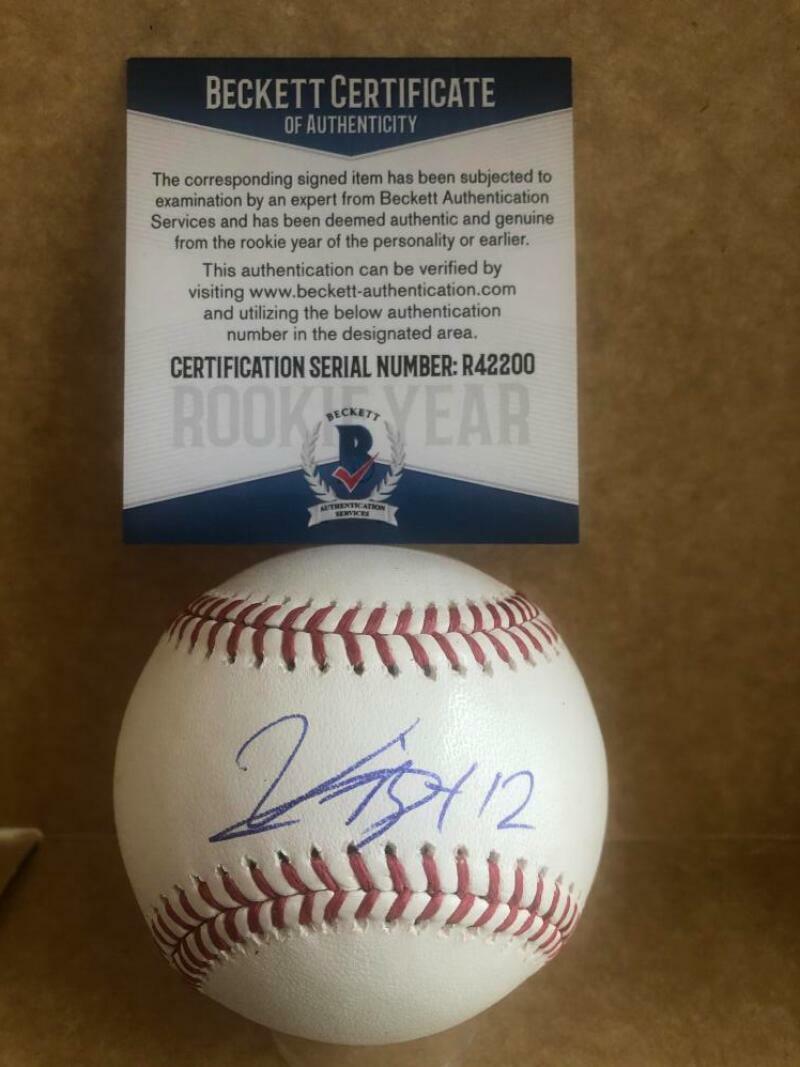 BECKETT CERTIFICATE
OF AUTHENTICITY
The corresponding signed item has been subjected to
examination by an expert from Beckett Authentication
Services and has been deemed authentic and genuine
from the rookie year of the personality or earlier.
This authentication can be verified by
visiting www.beckett-authentication.com
and utilizing the below authentication
number in the designated area.
CERTIFICATION SERIAL NUMBER: R42200
ROOKIE YEAR
BECKETT
B
AUTHENTICATION
SERVICES
12